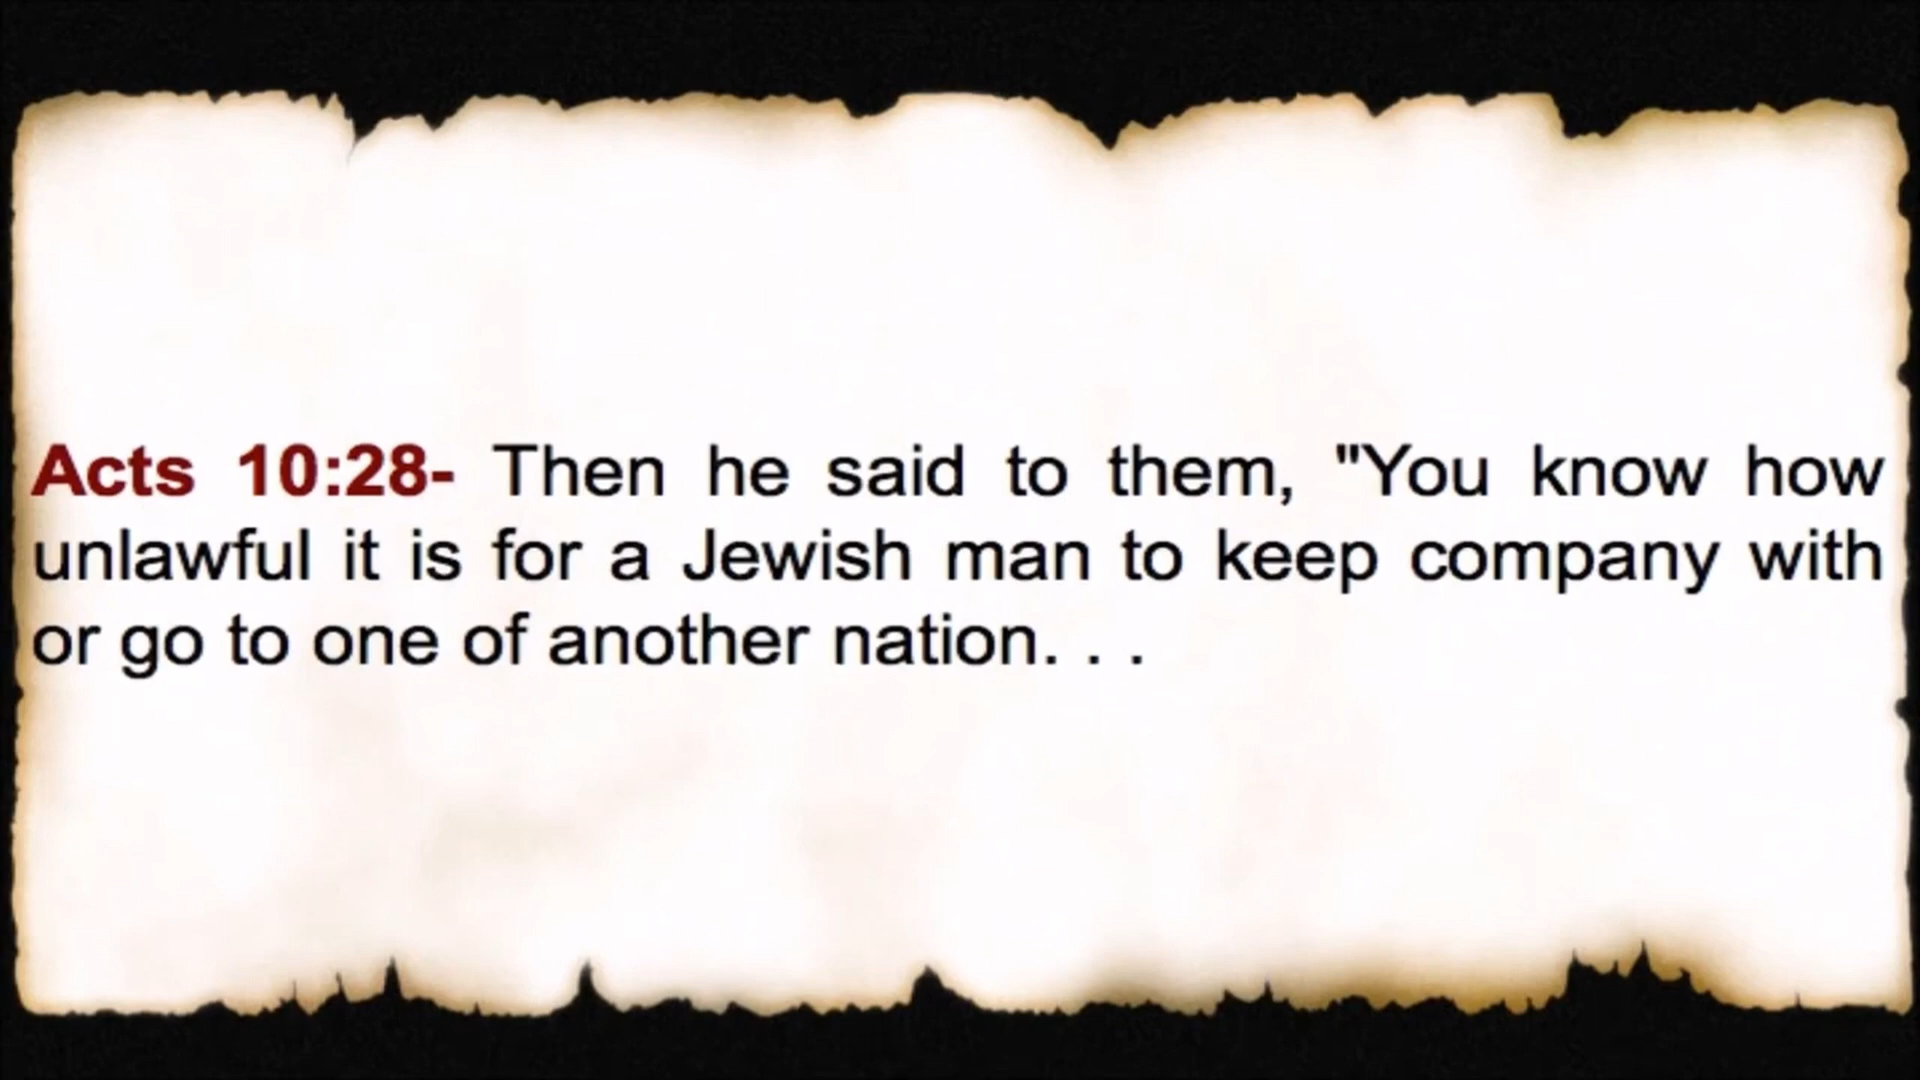 Acts 10:28- Then he said to them, "You know how
unlawful it is for a Jewish man to keep company with
or go to one of another nation. . .